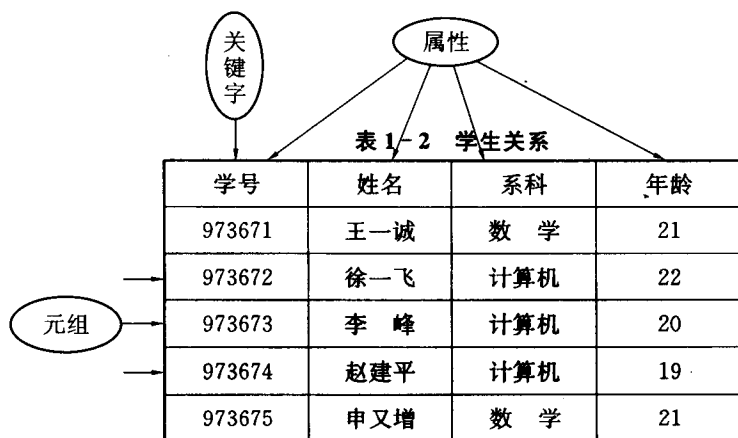 关键字
属性
表 1-2 学生关系
学号 姓名 系科 年龄
973671 王一诚 数 学 21
973672 徐一飞 计算机 22
元组
973673 李 峰 计算机 20
973674 赵建平 计算机 19
973675 申又增 数 学 21